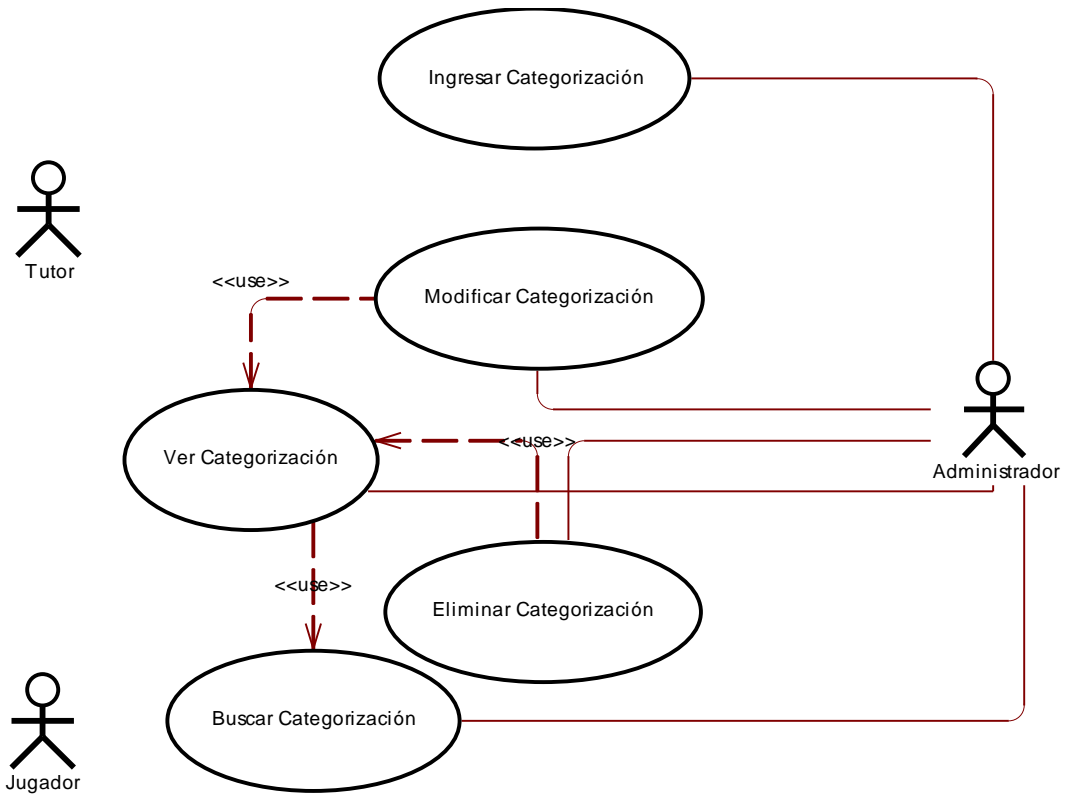 Ingresar Categorización
Tutor
<<use>>
Modificar Categorización
Ver Categorización
<<use>>
Administrador
<<use>>
Eliminar Categorización
Buscar Categorización
Jugador